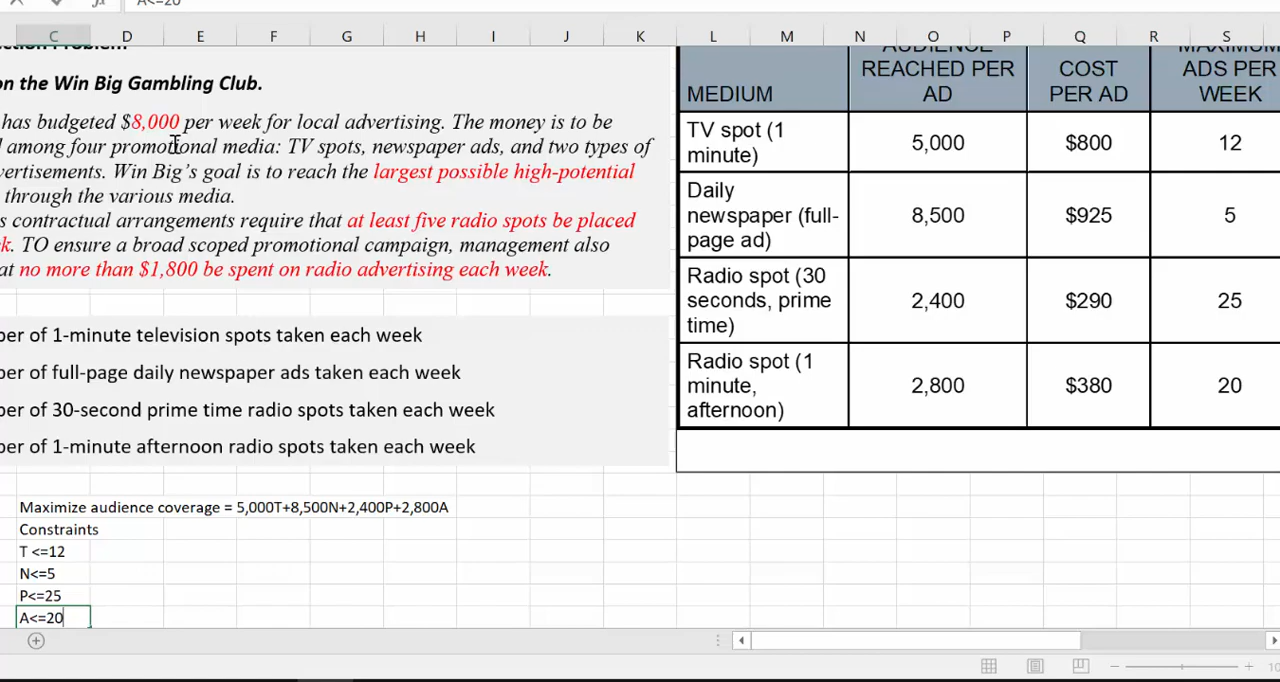 A<=20
C D E F G H I J K L M N O P Q R S
on the Win Big Gambling Club.
has budgeted $8,000 per week for local advertising. The money is to be
among four promotional media: TV spots, newspaper ads, and two types of
vertisements. Win Big's goal is to reach the largest possible high-potential
through the various media.
s contractual arrangements require that at least five radio spots be placed
k. TO ensure a broad scoped promotional campaign, management also
at no more than $1,800 be spent on radio advertising each week.
ber of 1-minute television spots taken each week
ber of full-page daily newspaper ads taken each week
ber of 30-second prime time radio spots taken each week
ber of 1-minute afternoon radio spots taken each week
MEDIUM
AUDIENCE
REACHED PER
AD
COST
PER AD
MAXIMUM
ADS PER
WEEK
TV spot (1
minute)
5,000
$800
12
Daily
newspaper (full-
page ad)
8,500
$925
5
Radio spot (30
seconds, prime
time)
2,400
$290
25
Radio spot (1
minute,
afternoon)
2,800
$380
20
Maximize audience coverage = 5,000T+8,500N+2,400P+2,800A
Constraints
T <=12
N<=5
P<=25
A<=20